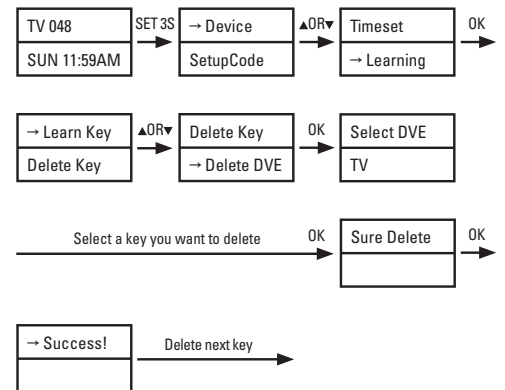 TV 048
SUN 11:59AM
SET 3S
→ Device
SetupCode
▲OR▼
Timeset
→ Learning
OK
→ Learn Key
Delete Key
▲OR▼
Delete Key
→ Delete DVE
OK
Select DVE
TV
Select a key you want to delete
OK
Sure Delete
OK
→ Success!
Delete next key